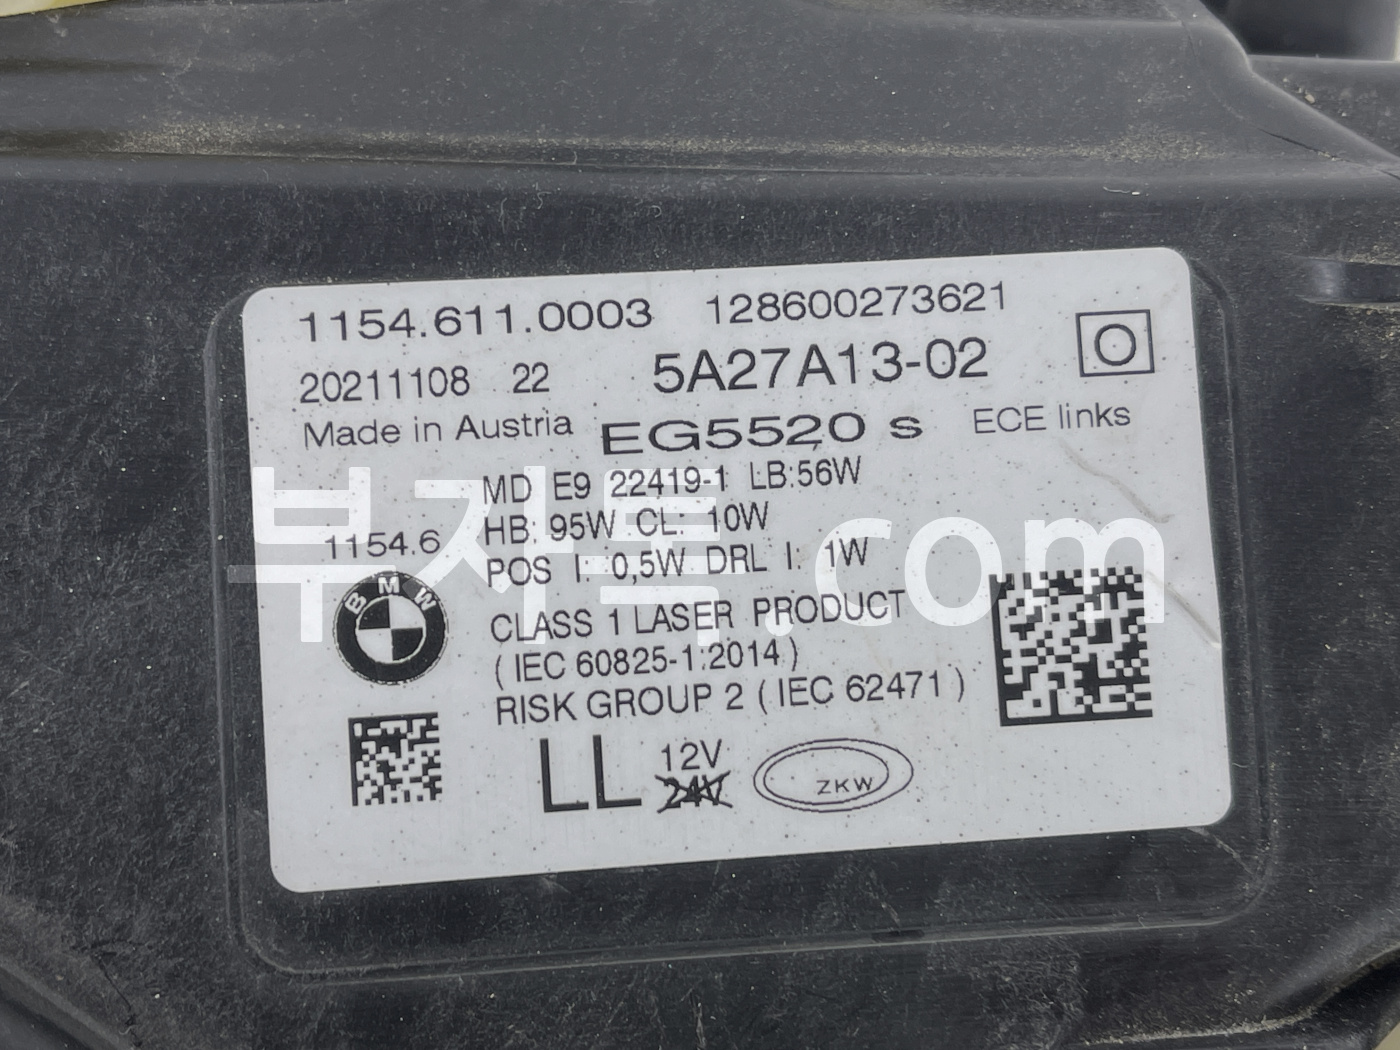 1154.611.0003 128600273621
20211108 22 5A27A13-02 O
Made in Austria EG5520 s ECE links
MD E9 22419-1 LB:56W
1154.6 HB: 95W CL: 10W
POS I: 0,5W DRL I: 1W
BMW
CLASS 1 LASER PRODUCT
( IEC 60825-1:2014 )
RISK GROUP 2 ( IEC 62471 )
LL 12V
24V
ZKW
부자톡.com